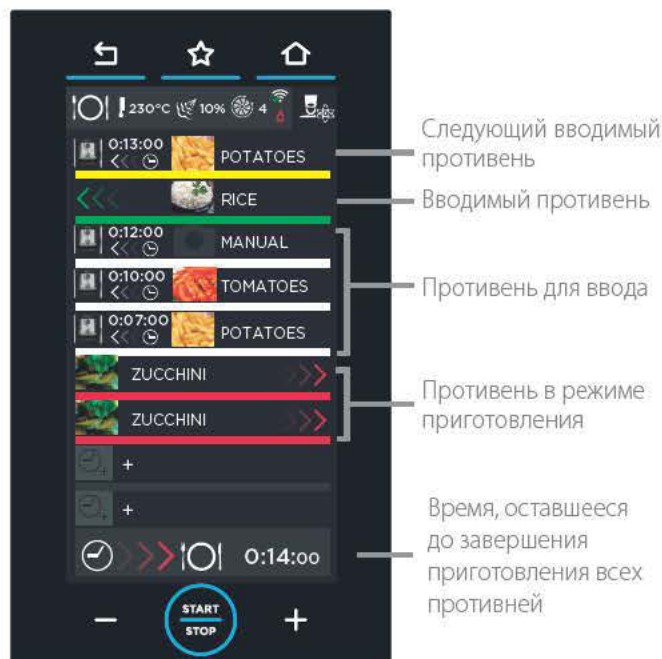 230°C 10% 4
0:13:00 POTATOES
Следующий вводимый
противень
RICE
Вводимый противень
0:12:00 MANUAL
0:10:00 TOMATOES
Противень для ввода
0:07:00 POTATOES
ZUCCHINI
Противень в режиме
приготовления
ZUCCHINI
+
+
Время, оставшееся
до завершения
приготовления всех
противней
0:14:00
− START +
STOP